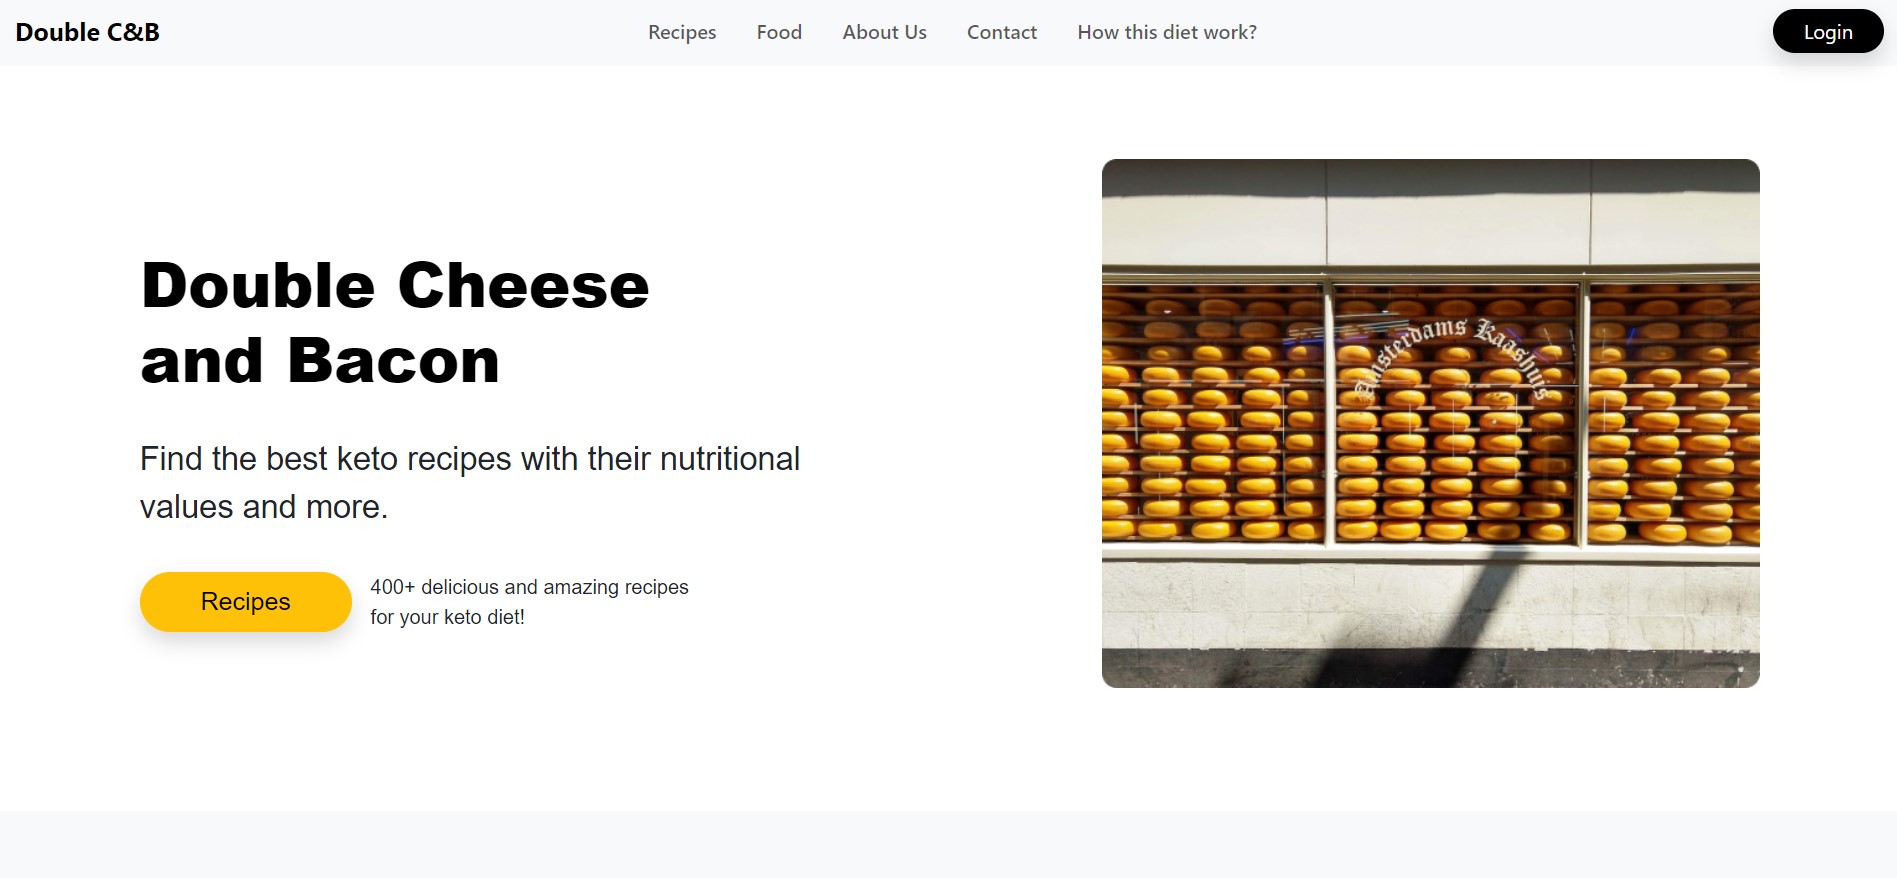 Double C&B
Recipes
Food
About Us
Contact
How this diet work?
Login
Double Cheese
and Bacon
Find the best keto recipes with their nutritional
values and more.
Recipes
400+ delicious and amazing recipes
for your keto diet!
Amsterdams Kaashuis